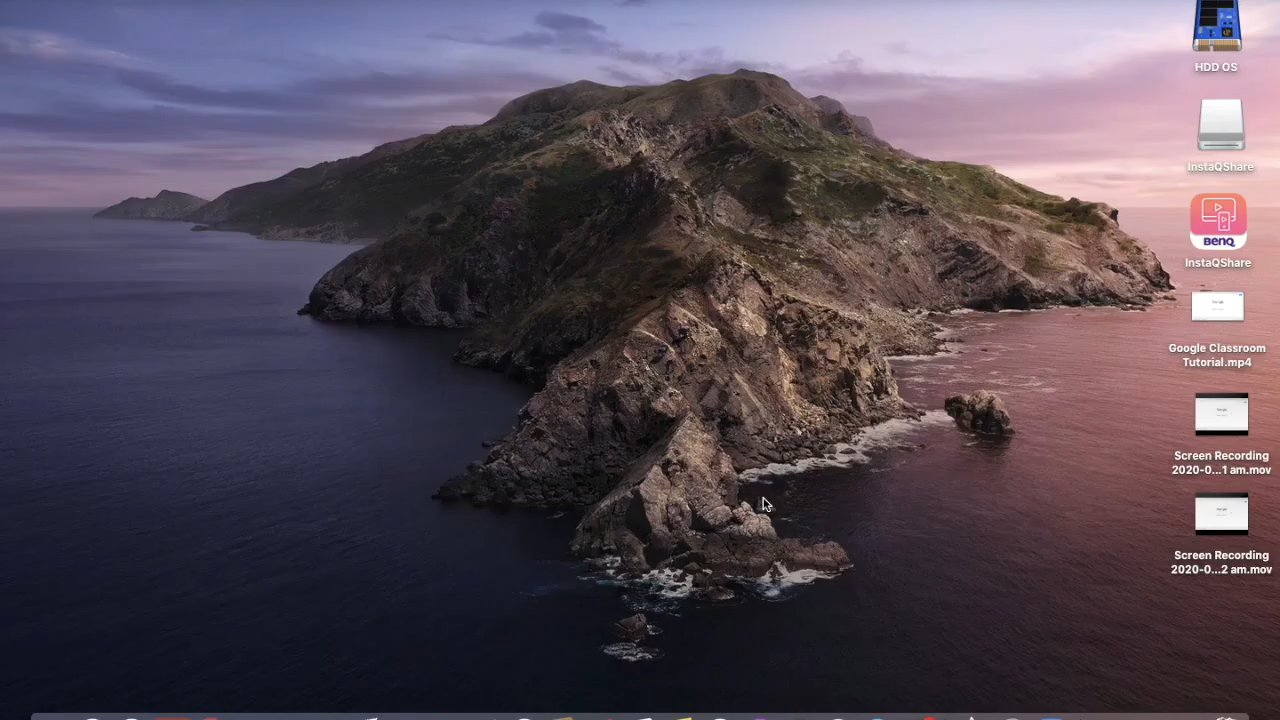 HDD OS
InstaQShare
BenQ
InstaQShare
Google Classroom
Tutorial.mp4
Screen Recording
2020-0...1 am.mov
Screen Recording
2020-0...2 am.mov